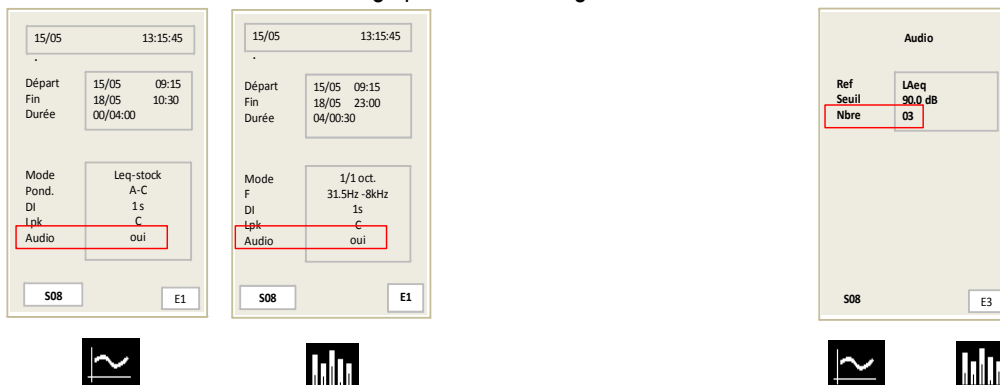 15/05 13:15:45
.
Départ 15/05 09:15
Fin 18/05 10:30
Durée 00/04:00
Mode Leq-stock
Pond. A-C
DI 1 s
Lpk C
Audio oui
S08 E1
15/05 13:15:45
.
Départ 15/05 09:15
Fin 18/05 23:00
Durée 04/00:30
Mode 1/1 oct.
F 31.5Hz -8kHz
DI 1s
Lpk C
Audio oui
S08 E1
Audio
Ref LAeq
Seuil 90.0 dB
Nbre 03
S08 E3